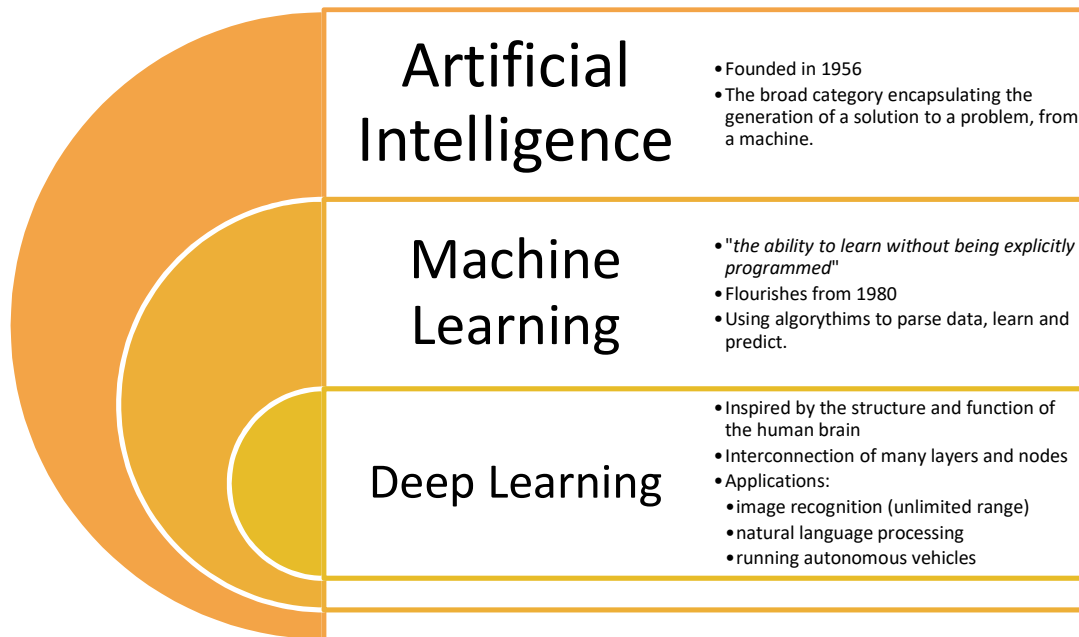 Artificial
Intelligence
•Founded in 1956
•The broad category encapsulating the
generation of a solution to a problem, from
a machine.
Machine
Learning
•"the ability to learn without being explicitly
programmed"
•Flourishes from 1980
•Using algorythims to parse data, learn and
predict.
Deep Learning
•Inspired by the structure and function of
the human brain
•Interconnection of many layers and nodes
•Applications:
•image recognition (unlimited range)
•natural language processing
•running autonomous vehicles